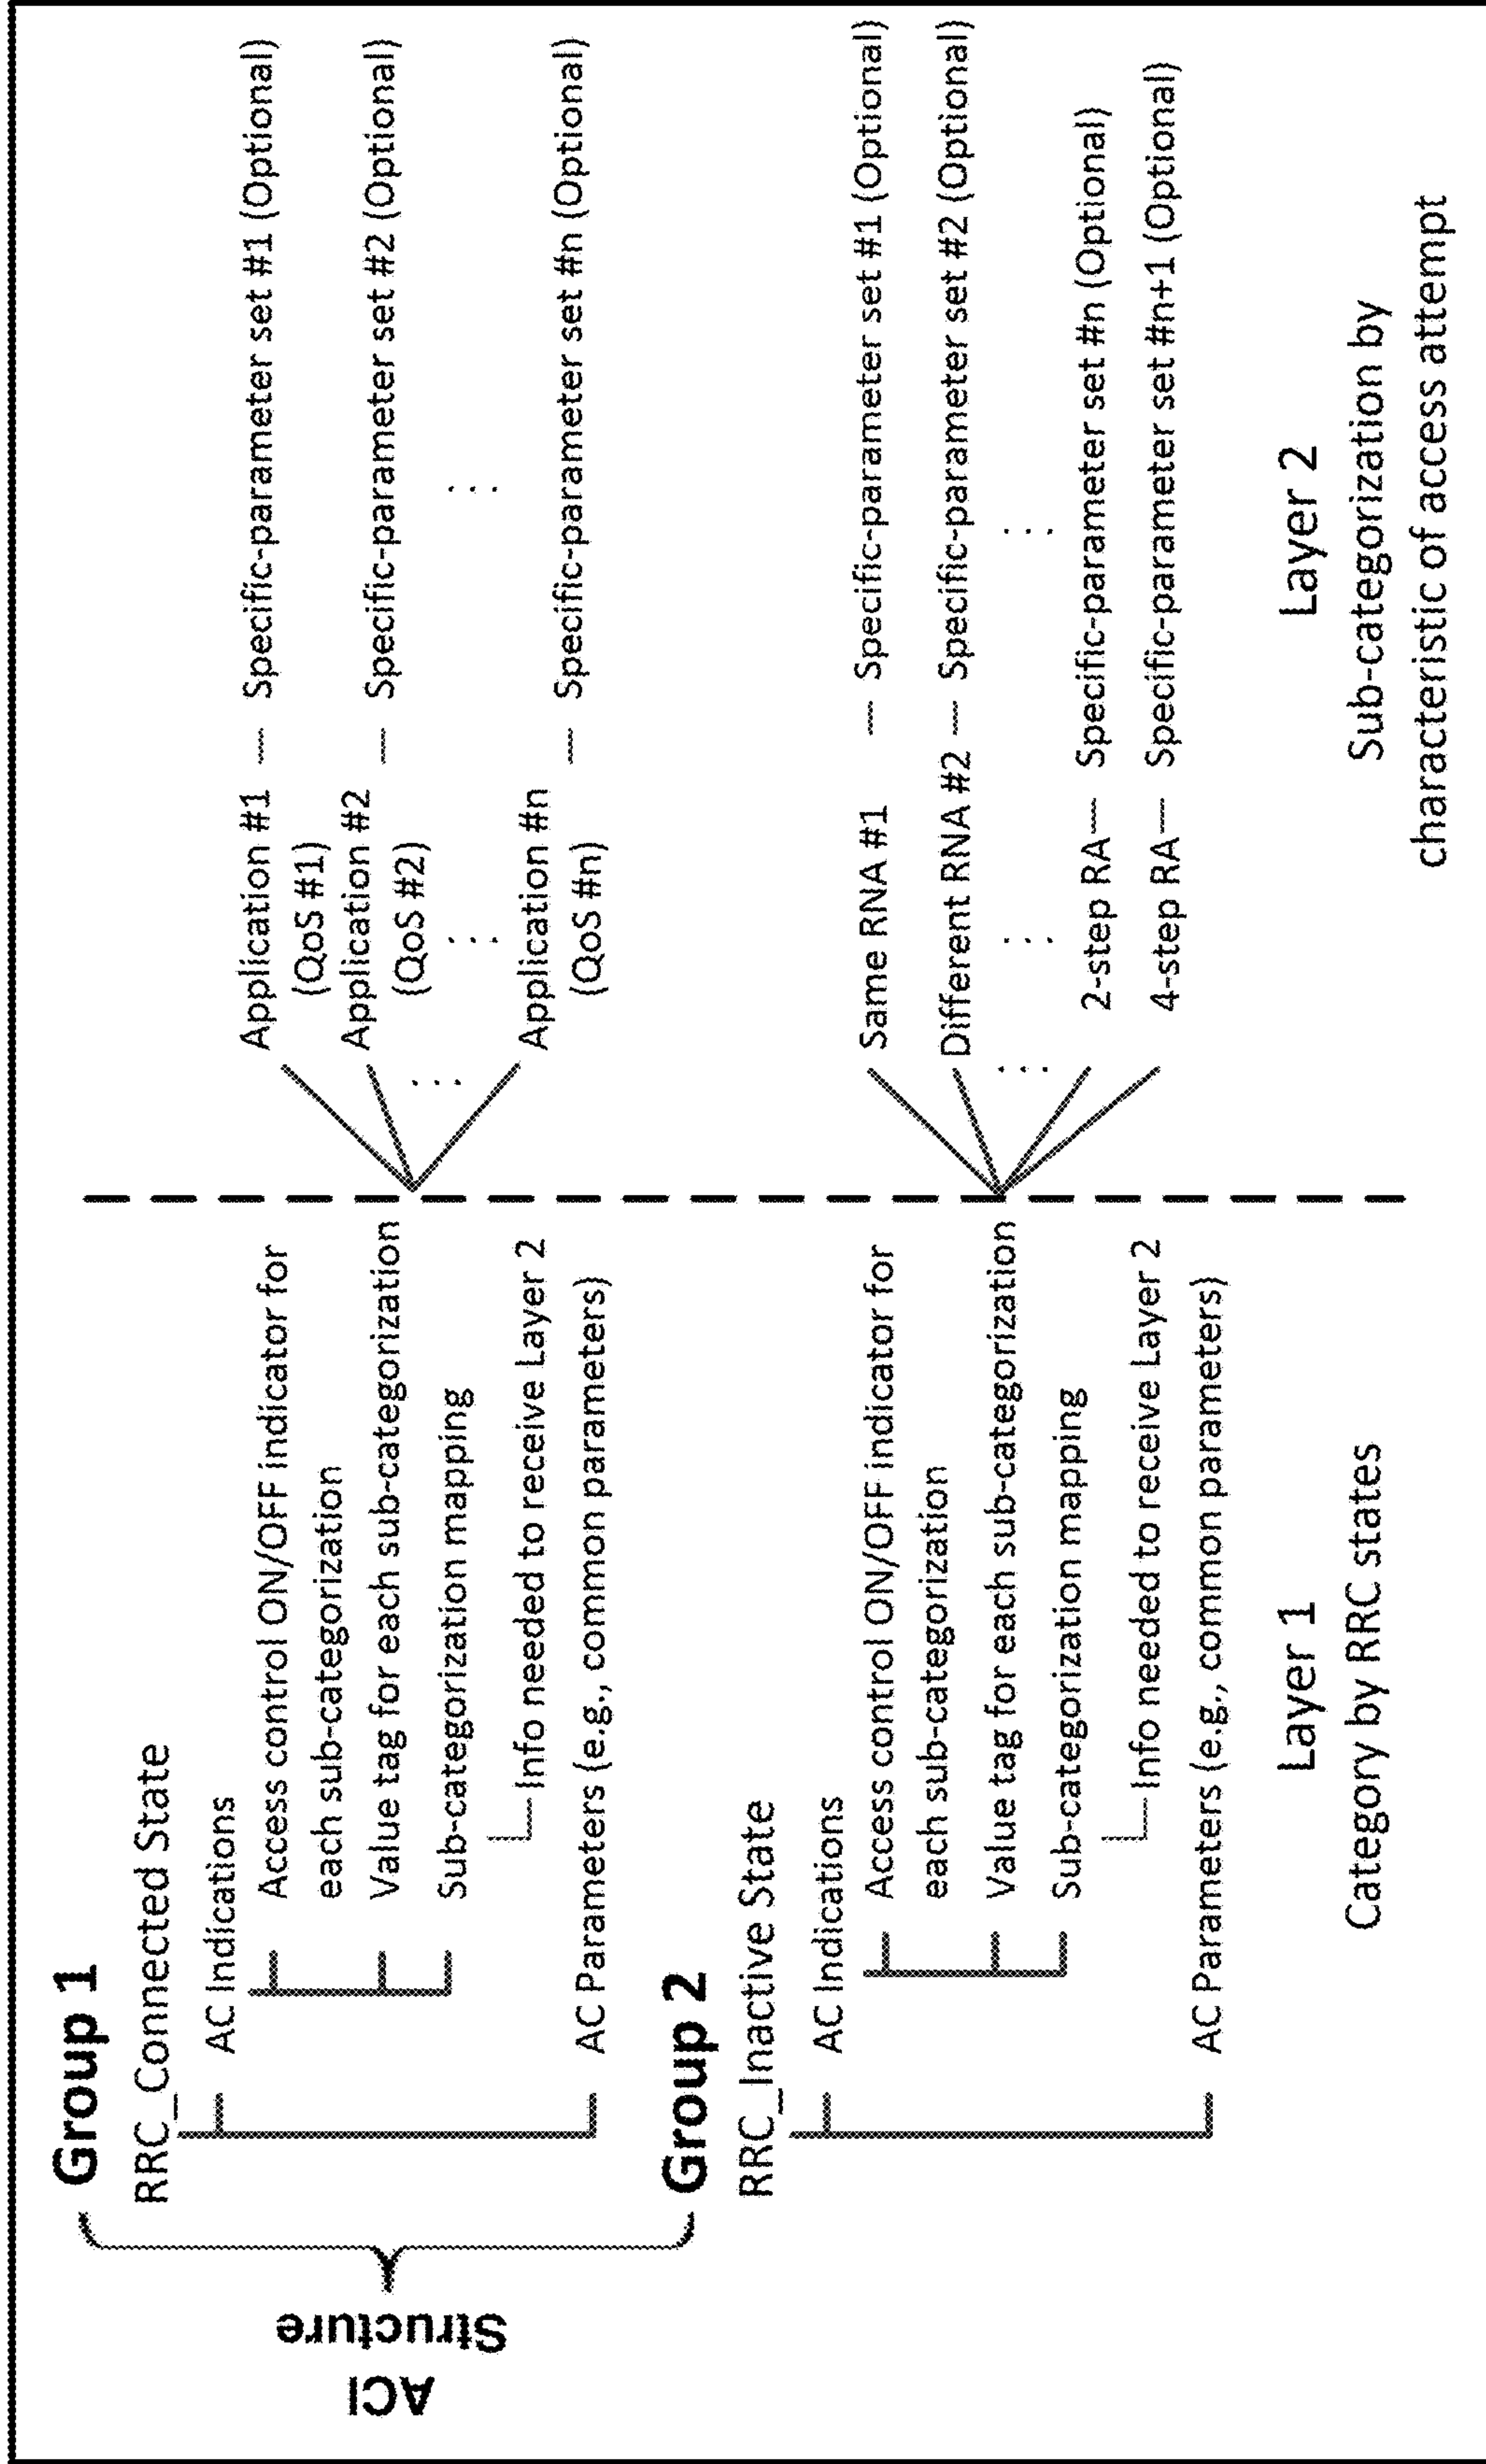 ACI
Structure
Group 1
RRC_Connected State
AC Indications
Access control ON/OFF indicator for
each sub-categorization
Value tag for each sub-categorization
Sub-categorization mapping
Info needed to receive Layer 2
AC Parameters (e.g., common parameters)
Application #1 — Specific-parameter set #1 (Optional)
(QoS #1)
Application #2 — Specific-parameter set #2 (Optional)
(QoS #2)
Application #n — Specific-parameter set #n (Optional)
(QoS #n)
Group 2
RRC_Inactive State
AC Indications
Access control ON/OFF indicator for
each sub-categorization
Value tag for each sub-categorization
Sub-categorization mapping
Info needed to receive Layer 2
AC Parameters (e.g., common parameters)
Same RNA #1 — Specific-parameter set #1 (Optional)
Different RNA #2 — Specific-parameter set #2 (Optional)
2-step RA — Specific-parameter set #n (Optional)
4-step RA — Specific-parameter set #n+1 (Optional)
Layer 1
Category by RRC states
Layer 2
Sub-categorization by
characteristic of access attempt